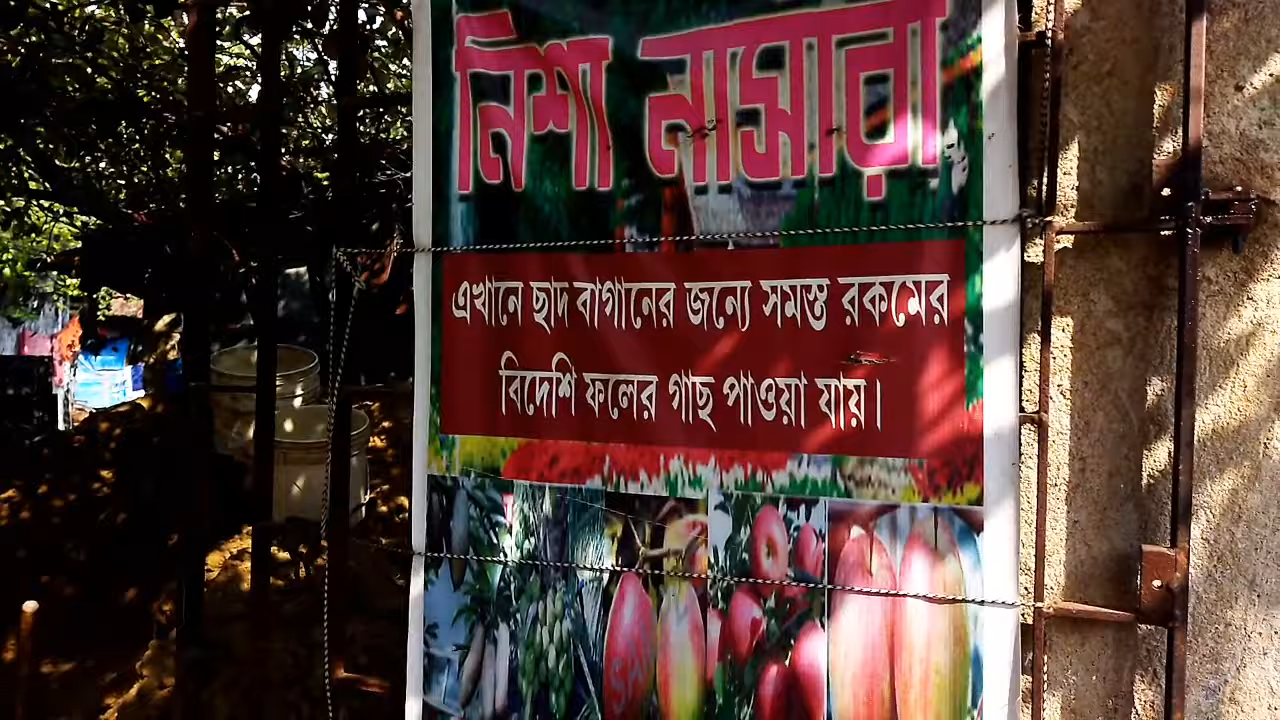 নিশা নাসারী
এখানে ছাদ বাগানের জন্যে সমস্ত রকমের
বিদেশি ফলের গাছ পাওয়া যায়।